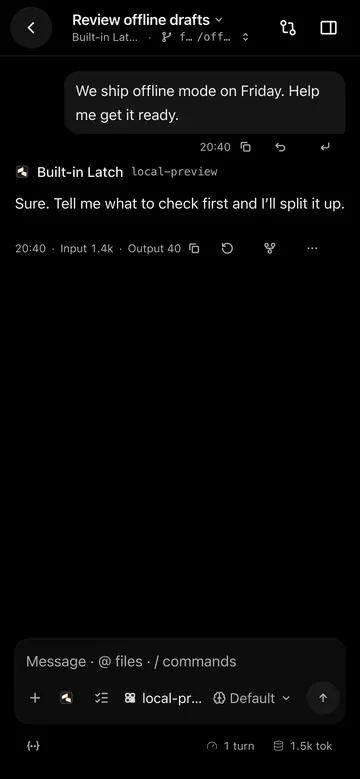 Review offline drafts
Built-in Lat... · f... /off...
We ship offline mode on Friday. Help
me get it ready.
20:40
Built-in Latch local-preview
Sure. Tell me what to check first and I’ll split it up.
20:40 · Input 1.4k · Output 40
Message · @ files · / commands
local-pr... Default
1 turn 1.5k tok